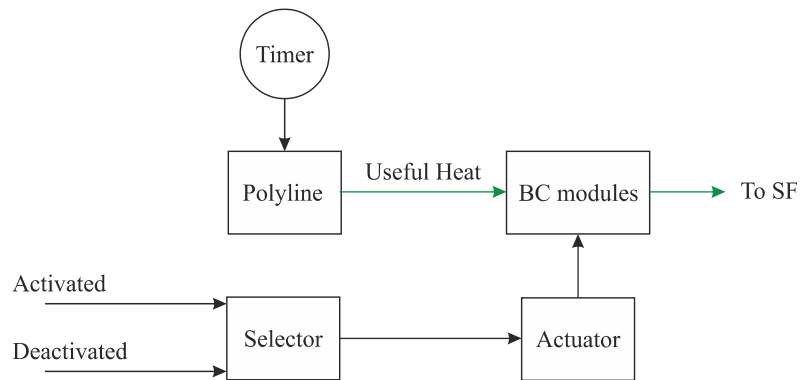 Timer
Useful Heat
Polyline
BC modules
To SF
Activated
Selector
Actuator
Deactivated